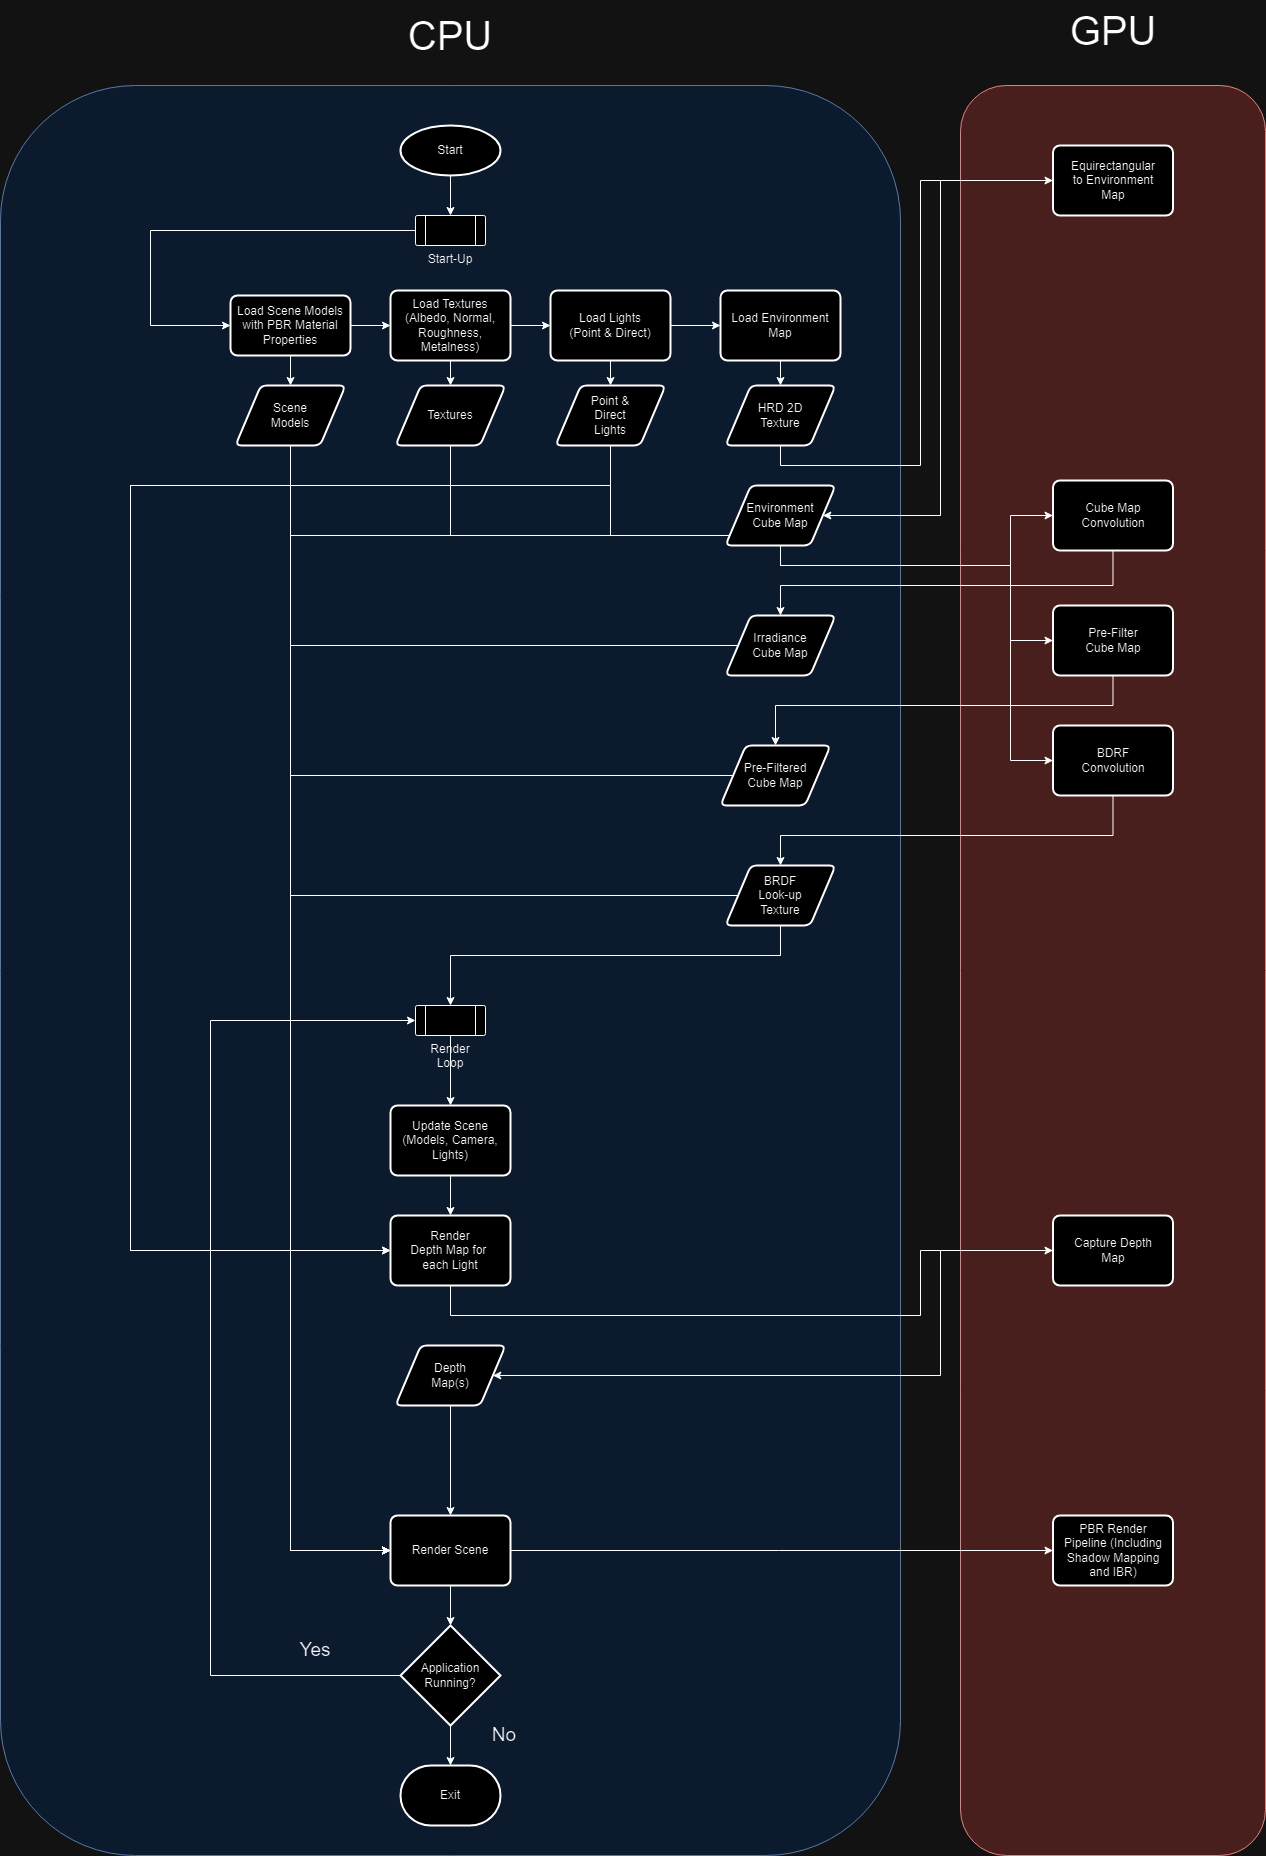 CPU
GPU
Start
Equirectangular
to Environment
Map
Start-Up
Load Scene Models
with PBR Material
Properties
Load Textures
(Albedo, Normal,
Roughness,
Metalness)
Load Lights
(Point & Direct)
Load Environment
Map
Scene
Models
Textures
Point &
Direct
Lights
HRD 2D
Texture
Environment
Cube Map
Cube Map
Convolution
Irradiance
Cube Map
Pre-Filter
Cube Map
Pre-Filtered
Cube Map
BDRF
Convolution
BRDF
Look-up
Texture
Render
Loop
Update Scene
(Models, Camera,
Lights)
Render
Depth Map for
each Light
Capture Depth
Map
Depth
Map(s)
Render Scene
PBR Render
Pipeline (Including
Shadow Mapping
and IBR)
Yes
Application
Running?
No
Exit